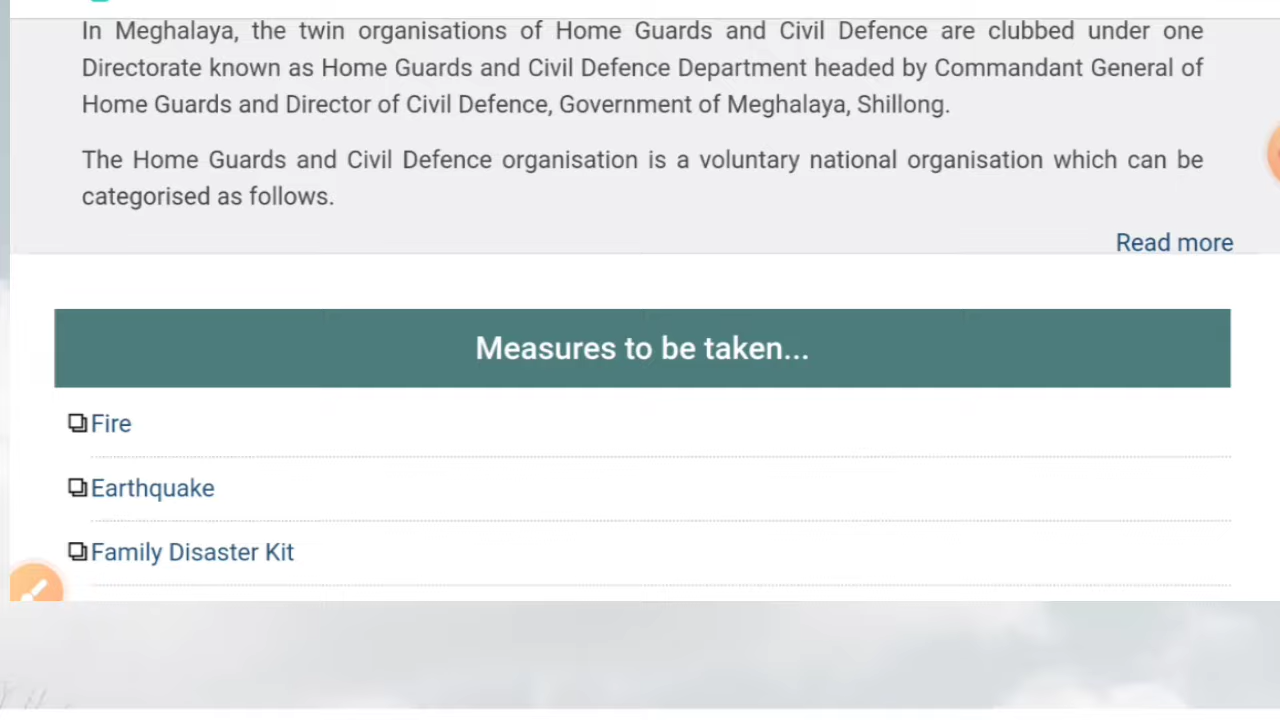 In Meghalaya, the twin organisations of Home Guards and Civil Defence are clubbed under one
Directorate known as Home Guards and Civil Defence Department headed by Commandant General of
Home Guards and Director of Civil Defence, Government of Meghalaya, Shillong.
The Home Guards and Civil Defence organisation is a voluntary national organisation which can be
categorised as follows.
Read more
Measures to be taken...
Fire
Earthquake
Family Disaster Kit